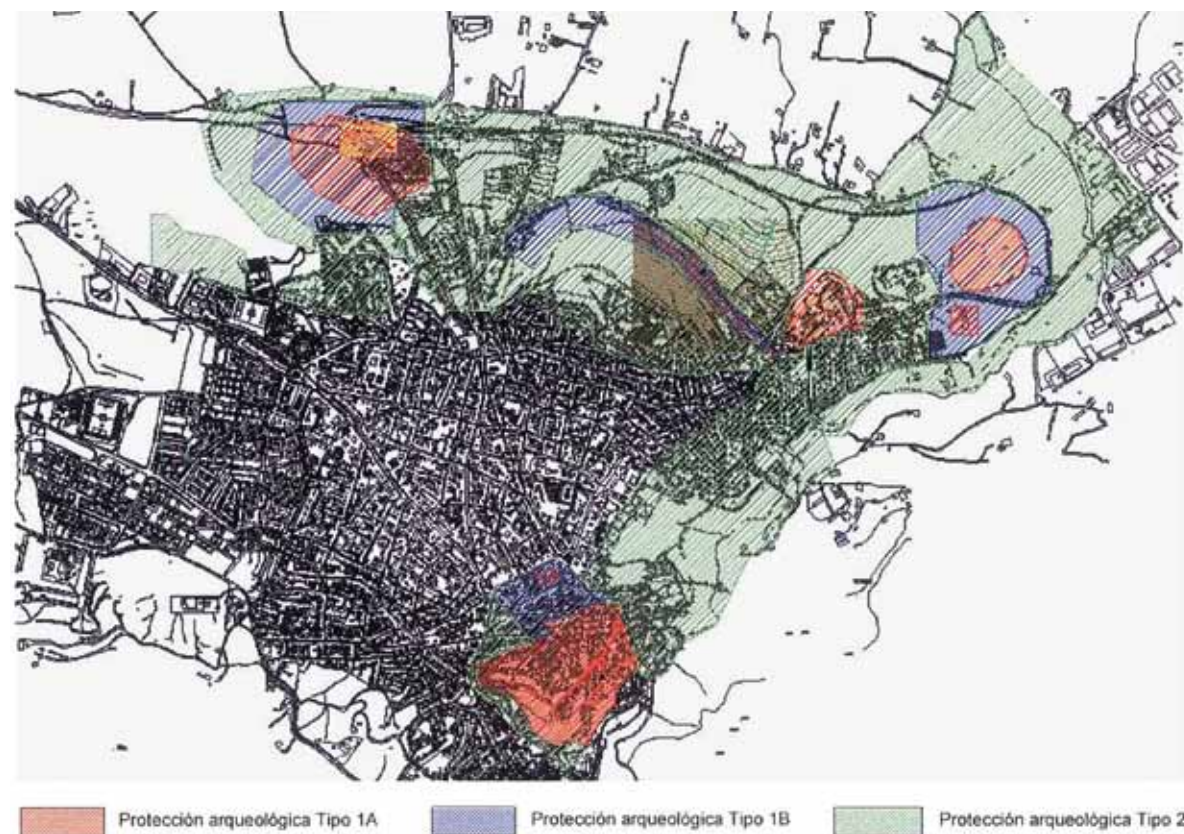 Protección arqueológica Tipo 1A
Protección arqueológica Tipo 1B
Protección arqueológica Tipo 2